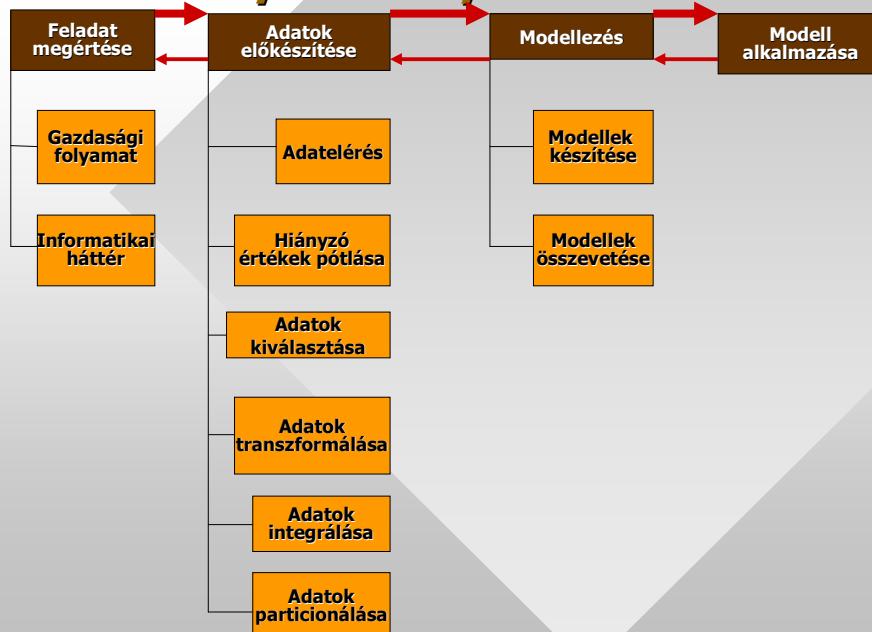 Feladat
megértése
Adatok
előkészítése
Modellezés
Modell
alkalmazása
Gazdasági
folyamat
Informatikai
háttér
Adatelérés
Hiányzó
értékek pótlása
Adatok
kiválasztása
Adatok
transzformálása
Adatok
integrálása
Adatok
particionálása
Modellek
készítése
Modellek
összevetése